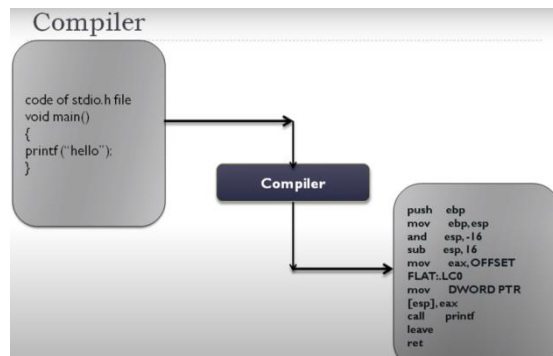 Compiler
code of stdio.h file
void main()
{
printf("hello");
}
Compiler
push ebp
mov ebp,esp
and esp,-16
sub esp,16
mov eax,OFFSET
FLAT:.LC0
mov DWORD PTR
[esp],eax
call printf
leave
ret